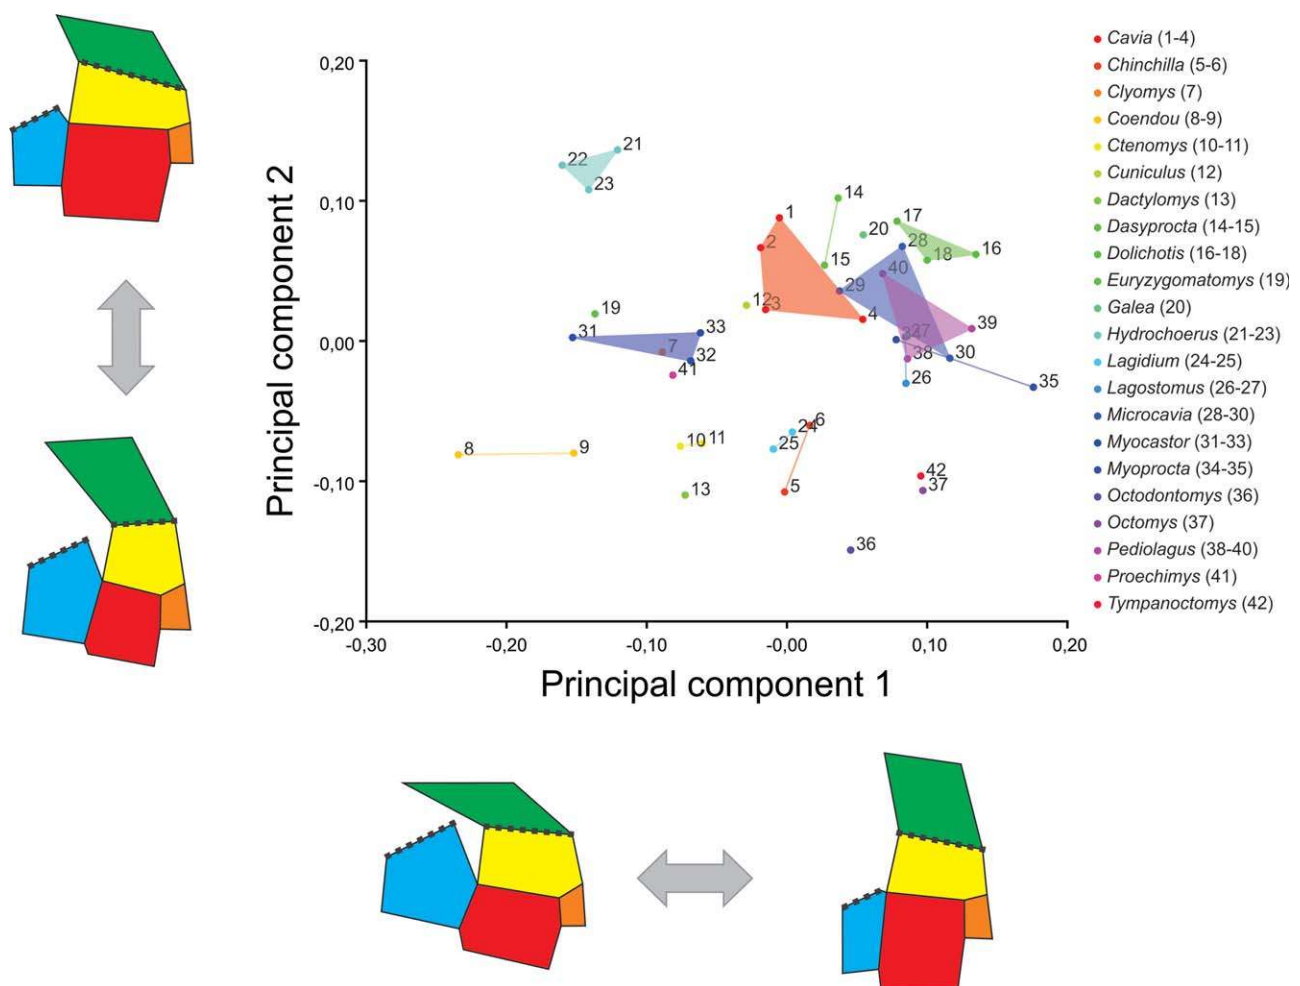 0,20
0,10
0,00
-0,10
-0,20
Principal component 2
-0,30
-0,20
-0,10
-0,00
0,10
0,20
Principal component 1
21
22
23
14
1
17
20
28
16
2
15
18
40
29
12
3
19
4
39
31
33
7
32
34
27
30
38
41
26
35
6
8
9
10
11
24
25
42
37
13
5
36
Cavia (1-4)
Chinchilla (5-6)
Clyomys (7)
Coendou (8-9)
Ctenomys (10-11)
Cuniculus (12)
Dactylomys (13)
Dasyprocta (14-15)
Dolichotis (16-18)
Euryzygomatomys (19)
Galea (20)
Hydrochoerus (21-23)
Lagidium (24-25)
Lagostomus (26-27)
Microcavia (28-30)
Myocastor (31-33)
Myoprocta (34-35)
Octodontomys (36)
Octomys (37)
Pediolagus (38-40)
Proechimys (41)
Tympanoctomys (42)